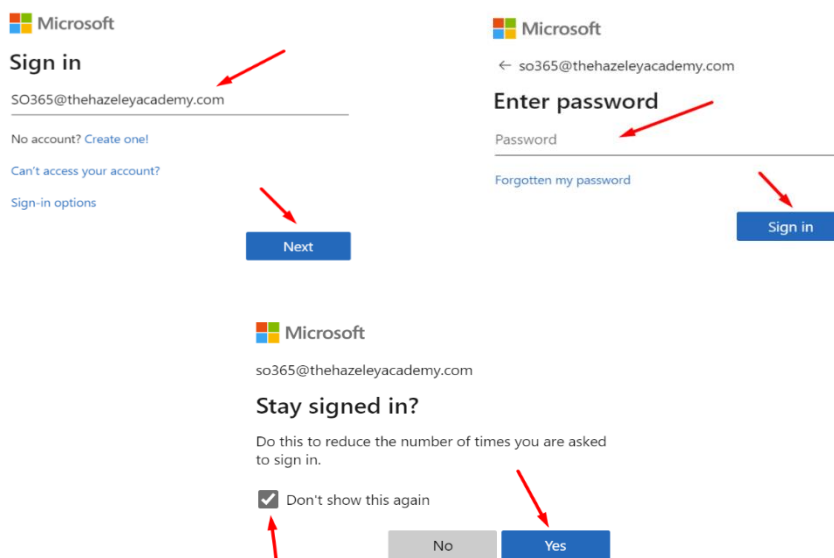 Microsoft
Sign in
SO365@thehazeleyacademy.com
No account? Create one!
Can't access your account?
Sign-in options
Next
Microsoft
← so365@thehazeleyacademy.com
Enter password
Password
Forgotten my password
Sign in
Microsoft
so365@thehazeleyacademy.com
Stay signed in?
Do this to reduce the number of times you are asked
to sign in.
Don't show this again
No
Yes